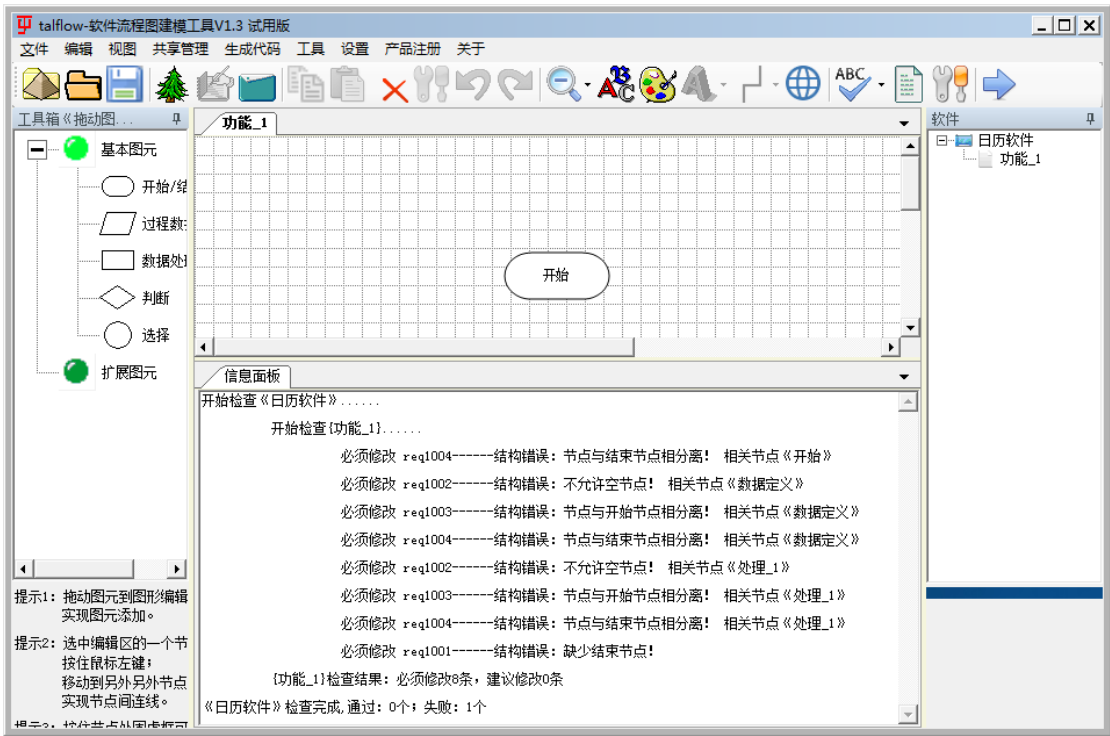 talflow-软件流程图建模工具V1.3 试用版
文件 编辑 视图 共享管理 生成代码 工具 设置 产品注册 关于
ABC
工具箱《拖动图...
基本图元
开始/结
过程数
数据处
判断
选择
扩展图元
提示1: 拖动图元到图形编辑
实现图元添加。
提示2: 选中编辑区的一个节
按住鼠标左键;
移动到另外另外节点
实现节点间连线。
功能_1
开始
信息面板
开始检查《日历软件》......
开始检查{功能_1}......
必须修改 req1004------结构错误: 节点与结束节点相分离! 相关节点《开始》
必须修改 req1002------结构错误: 不允许空节点! 相关节点《数据定义》
必须修改 req1003------结构错误: 节点与开始节点相分离! 相关节点《数据定义》
必须修改 req1004------结构错误: 节点与结束节点相分离! 相关节点《数据定义》
必须修改 req1002------结构错误: 不允许空节点! 相关节点《处理_1》
必须修改 req1003------结构错误: 节点与开始节点相分离! 相关节点《处理_1》
必须修改 req1004------结构错误: 节点与结束节点相分离! 相关节点《处理_1》
必须修改 req1001------结构错误: 缺少结束节点!
{功能_1}检查结果: 必须修改8条, 建议修改0条
《日历软件》检查完成,通过: 0个; 失败: 1个
软件
日历软件
功能_1